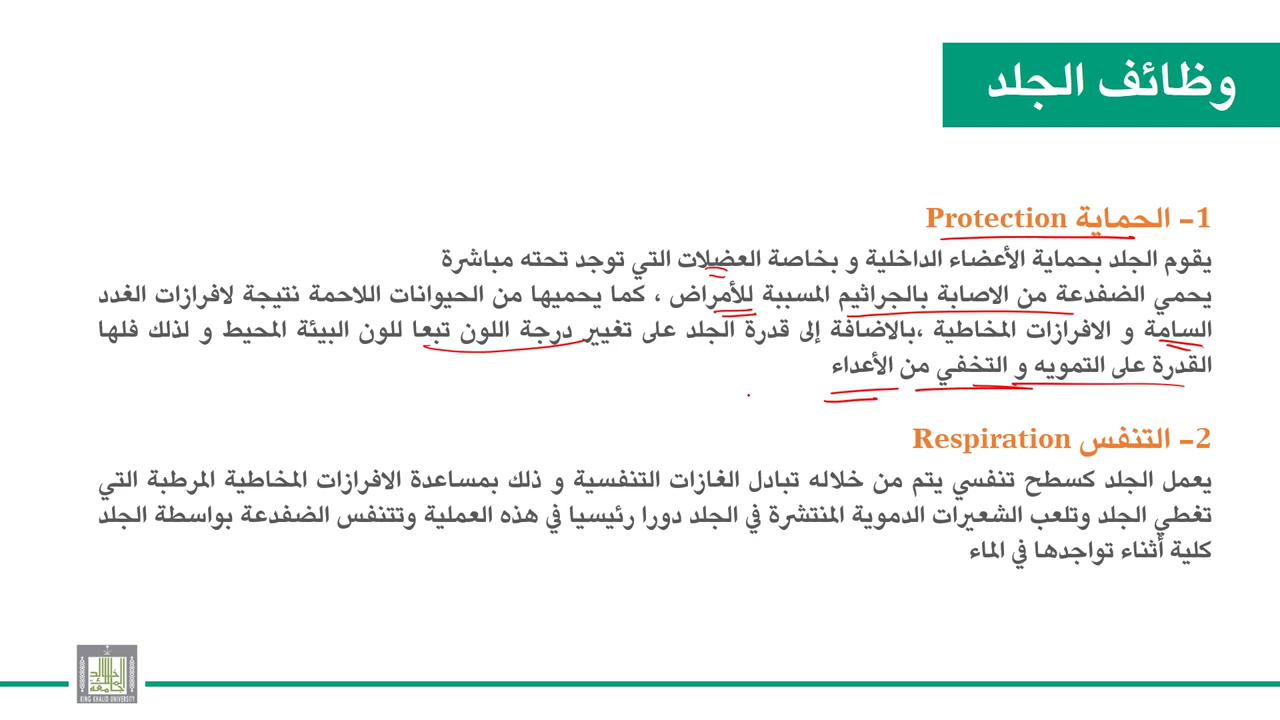 وظائف الجلد
1- الحماية Protection
يقوم الجلد بحماية الأعضاء الداخلية و بخاصة العضلات التي توجد تحته مباشرة
يحمي الضفدعة من الاصابة بالجراثيم المسببة للأمراض ، كما يحميها من الحيوانات اللاحمة نتيجة لافرازات الغدد
السامة و الافرازات المخاطية ،بالاضافة إلى قدرة الجلد على تغيير درجة اللون تبعا للون البيئة المحيط و لذلك فلها
القدرة على التمويه و التخفي من الأعداء
2- التنفس Respiration
يعمل الجلد كسطح تنفسي يتم من خلاله تبادل الغازات التنفسية و ذلك بمساعدة الافرازات المخاطية المرطبة التي
تغطي الجلد وتلعب الشعيرات الدموية المنتشرة في الجلد دورا رئيسيا في هذه العملية وتتنفس الضفدعة بواسطة الجلد
كلية أثناء تواجدها في الماء
KING KHALID UNIVERSITY